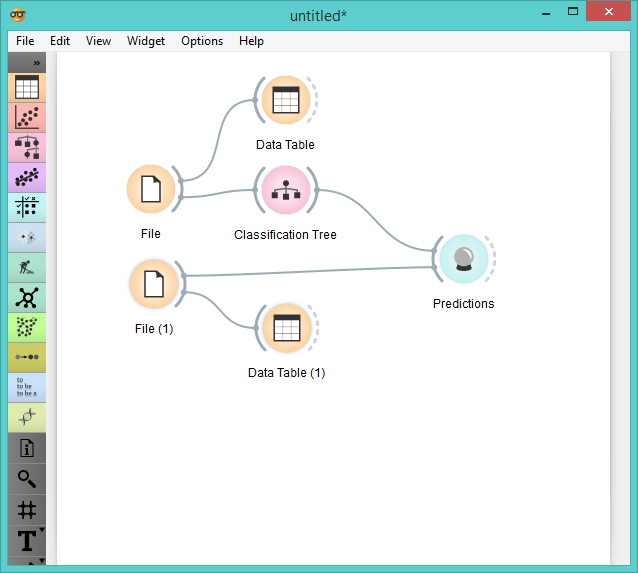 untitled*
File Edit View Widget Options Help
»
Data Table
File
Classification Tree
File (1)
Predictions
Data Table (1)
to
to be
to be a
T